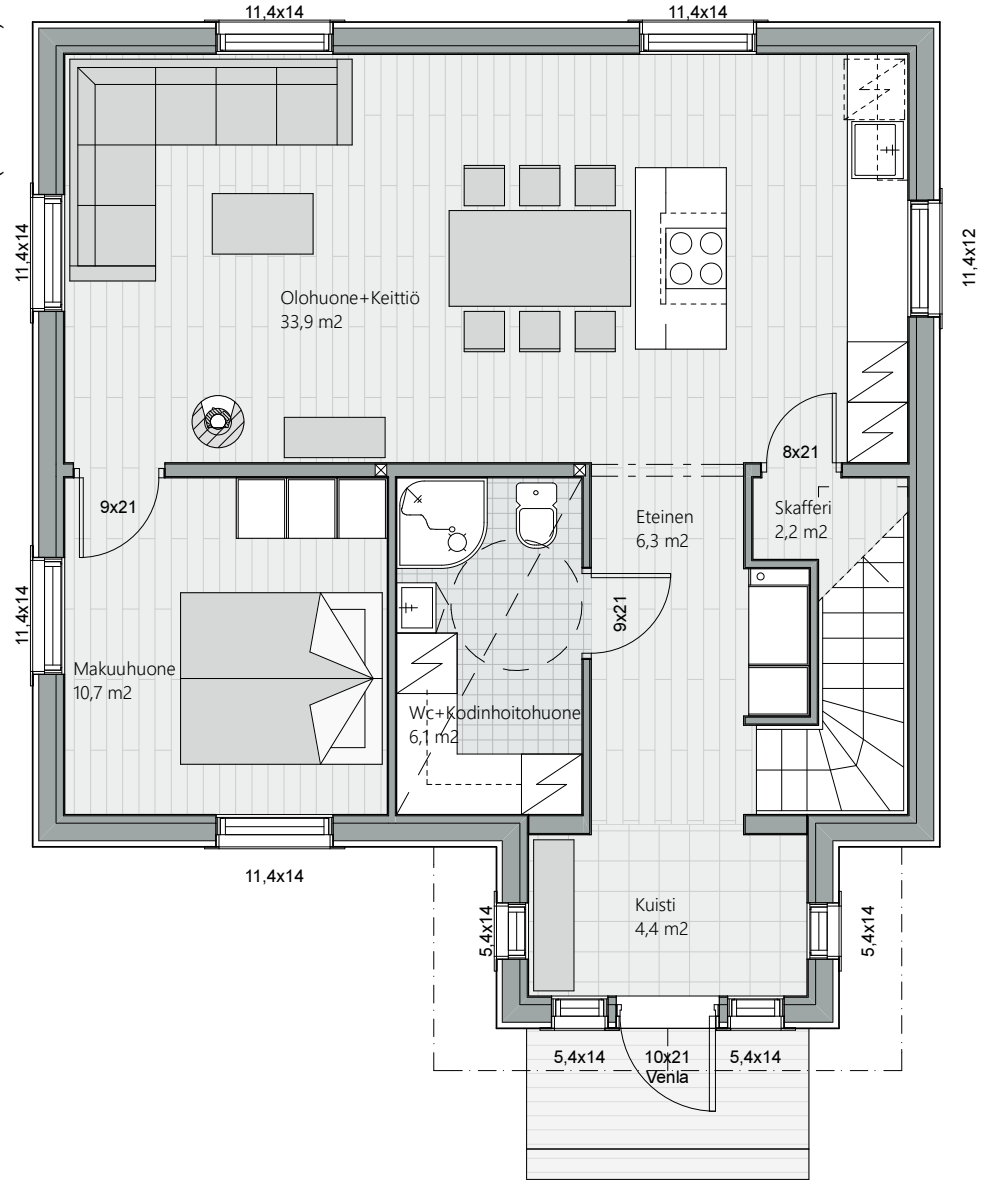 11,4x14
11,4x14
11,4x14
11,4x12
Olohuone+Keittiö
33,9 m2
8x21
9x21
Eteinen
6,3 m2
Skafferi
2,2 m2
11,4x14
9x21
Makuuhuone
10,7 m2
Wc+Kodinhoitohuone
6,1 m2
11,4x14
5,4x14
Kuisti
4,4 m2
5,4x14
5,4x14
10x21
Venla
5,4x14